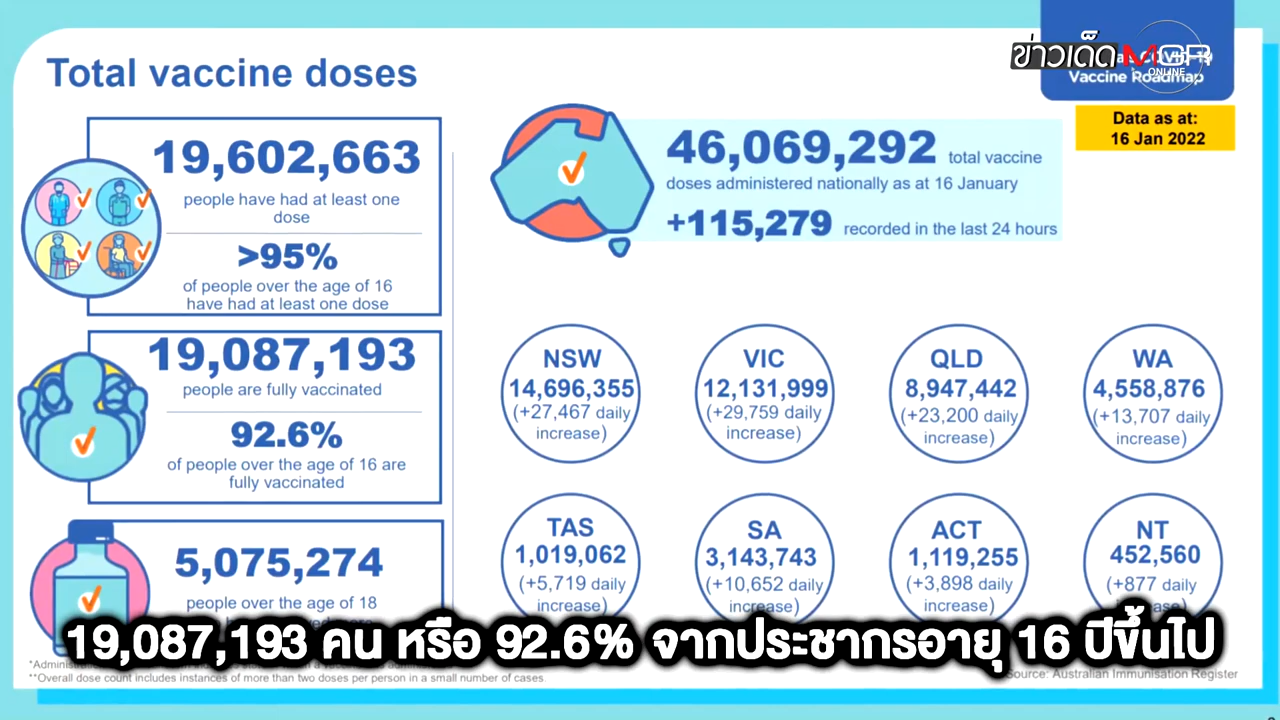 Total vaccine doses
ข่าวเด็ด MGR
ONLINE
Vaccine Roadmap
Data as at:
16 Jan 2022
19,602,663
people have had at least one
dose
>95%
of people over the age of 16
have had at least one dose
19,087,193
people are fully vaccinated
92.6%
of people over the age of 16 are
fully vaccinated
5,075,274
people over the age of 18
46,069,292 total vaccine
doses administered nationally as at 16 January
+115,279 recorded in the last 24 hours
NSW
14,696,355
(+27,467 daily
increase)
VIC
12,131,999
(+29,759 daily
increase)
QLD
8,947,442
(+23,200 daily
increase)
WA
4,558,876
(+13,707 daily
increase)
TAS
1,019,062
(+5,719 daily
increase)
SA
3,143,743
(+10,652 daily
increase)
ACT
1,119,255
(+3,898 daily
increase)
NT
452,560
(+877 daily
increase)
19,087,193 คน หรือ 92.6% จากประชากรอายุ 16 ปีขึ้นไป
**Overall dose count includes instances of more than two doses per person in a small number of cases.
Source: Australian Immunisation Register